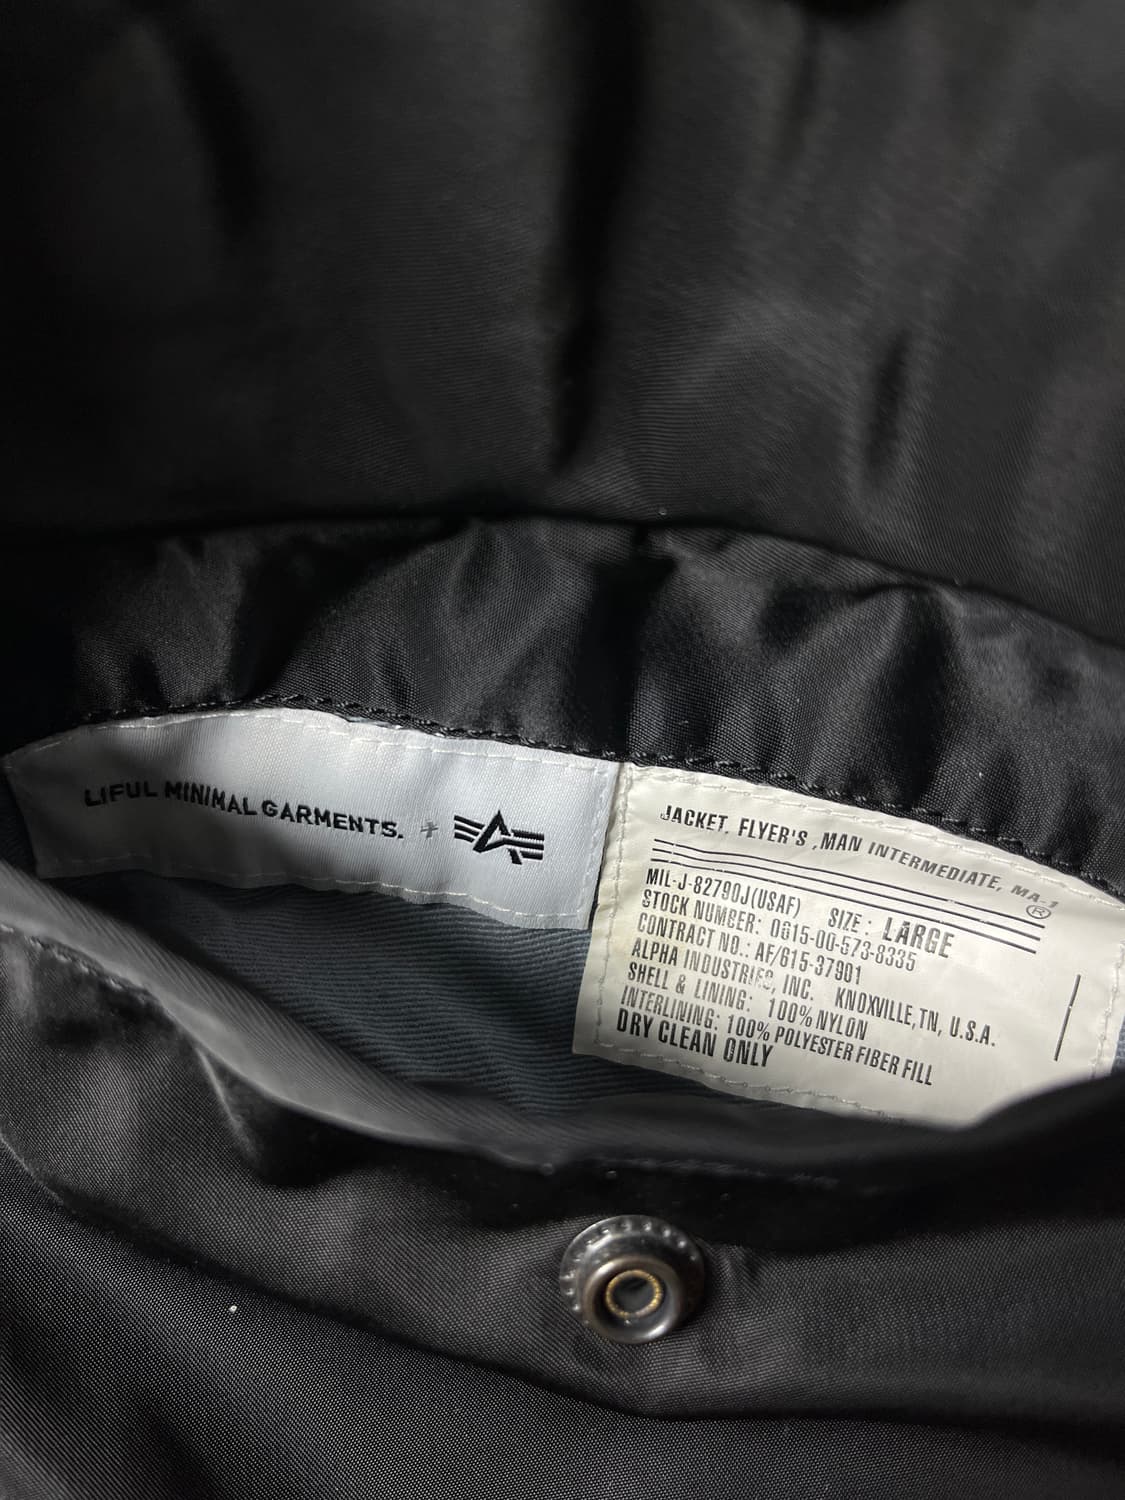 LIFUL MINIMAL GARMENTS. +
JACKET, FLYER'S ,MAN INTERMEDIATE, MA-1
®
MIL-J-82790J(USAF) SIZE: LARGE
STOCK NUMBER: 0615-00-573-8335
CONTRACT NO.: AF/615-37901
ALPHA INDUSTRIES, INC. KNOXVILLE,TN, U.S.A.
SHELL & LINING: 100% NYLON
INTERLINING: 100% POLYESTER FIBER FILL
DRY CLEAN ONLY